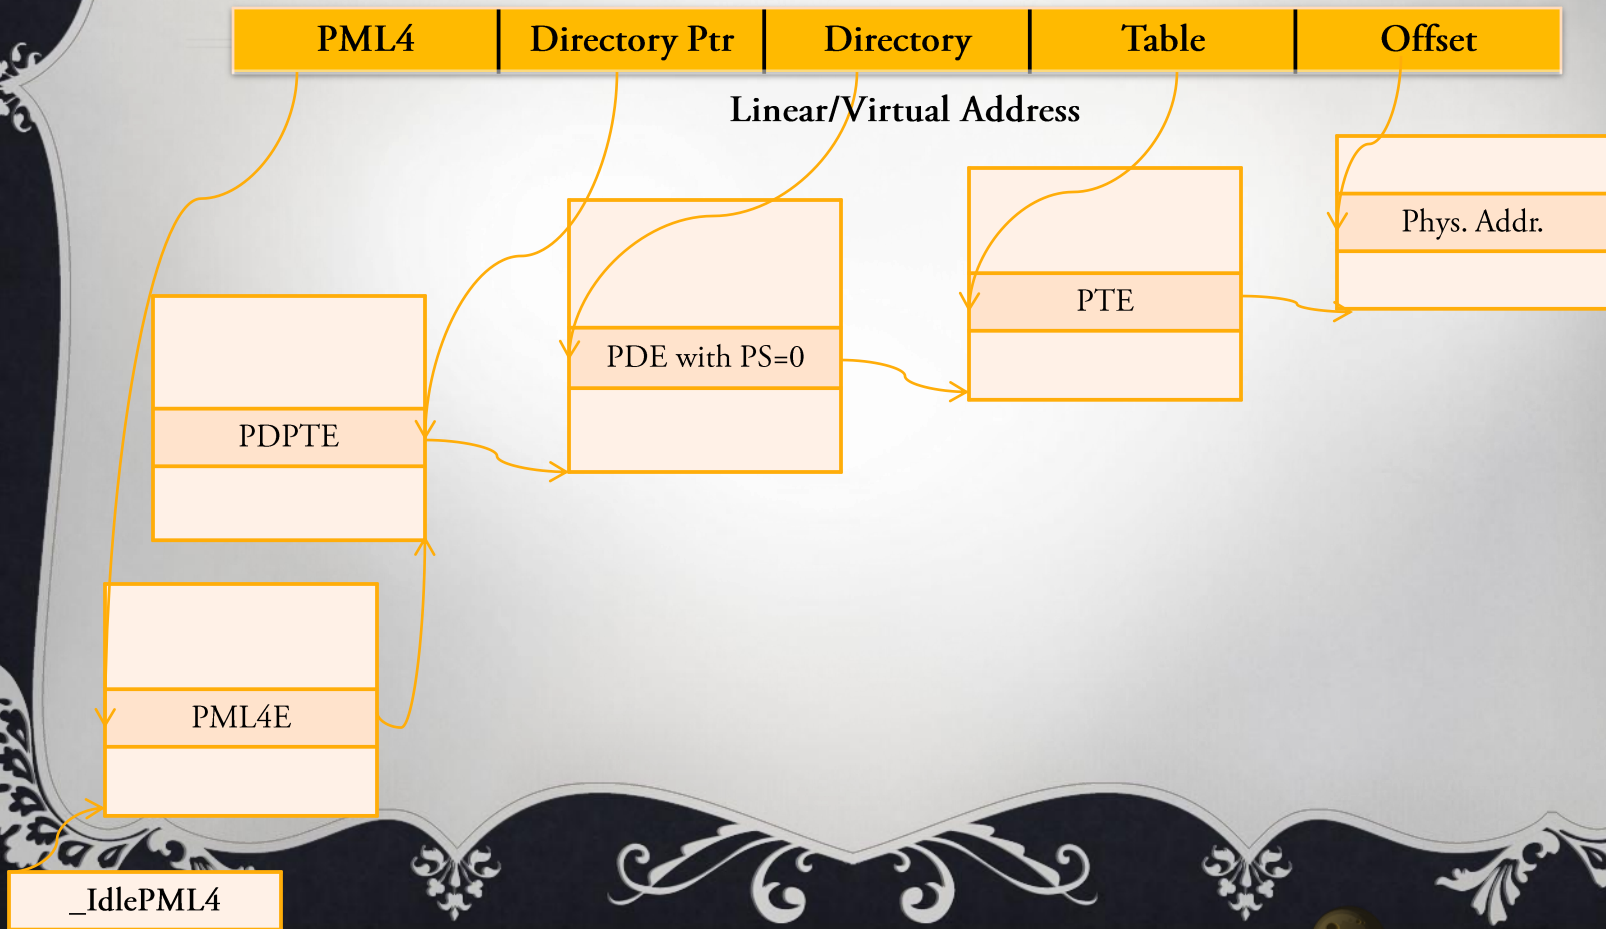 PML4
Directory Ptr
Directory
Table
Offset
Linear/Virtual Address
Phys. Addr.
PTE
PDE with PS=0
PDPTE
PML4E
_IdlePML4